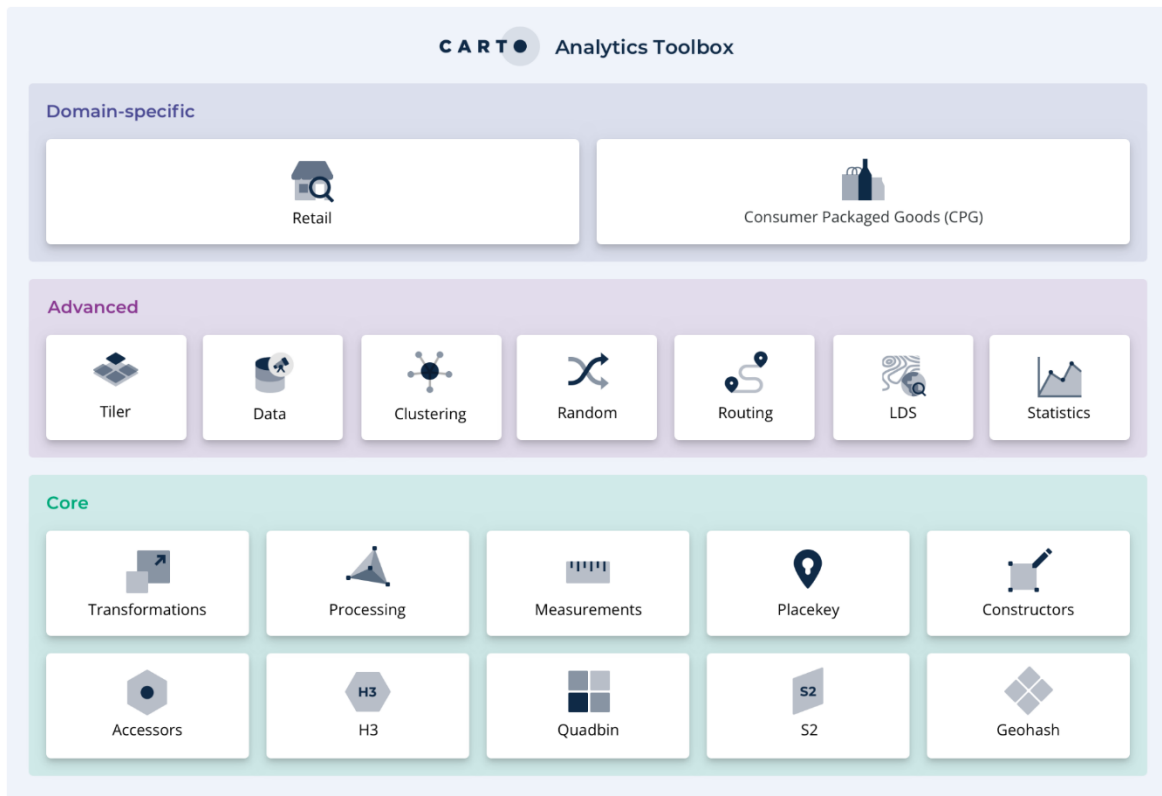 CARTO Analytics Toolbox
Domain-specific
Retail
Consumer Packaged Goods (CPG)
Advanced
Tiler
Data
Clustering
Random
Routing
LDS
Statistics
Core
Transformations
Processing
Measurements
Placekey
Constructors
Accessors
H3
H3
Quadbin
S2
S2
Geohash